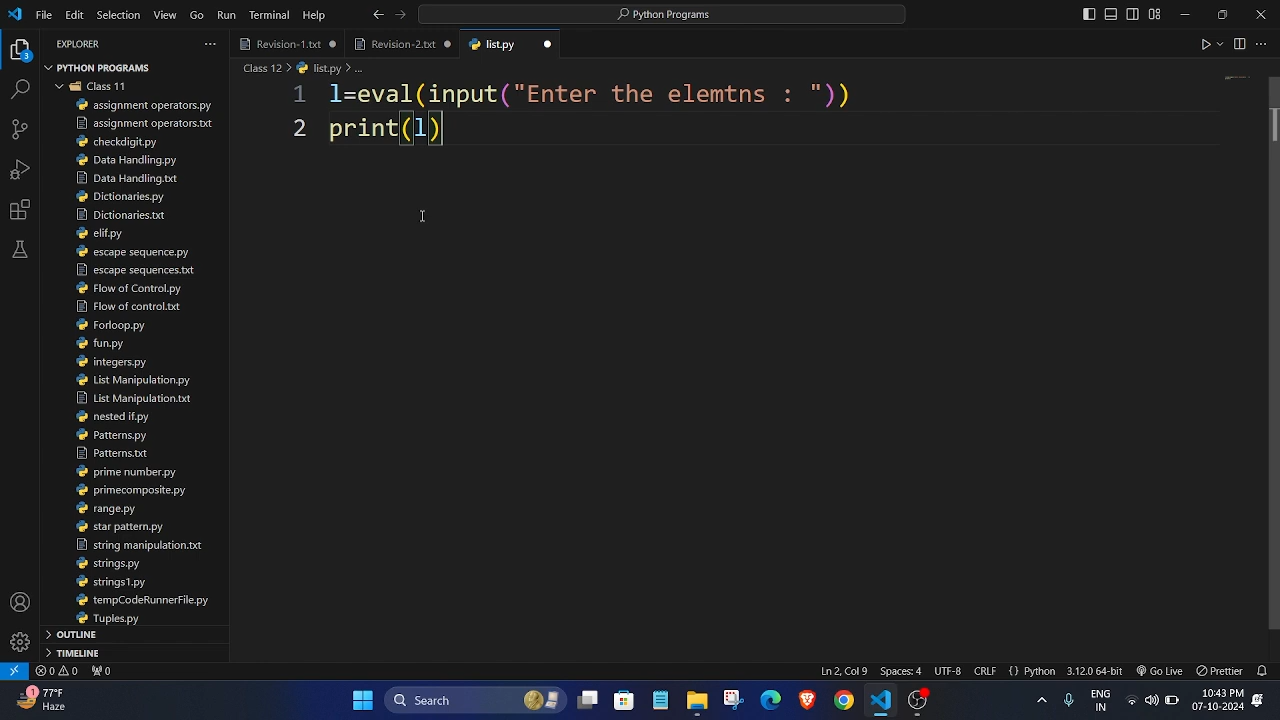 File Edit Selection View Go Run Terminal Help
Python Programs
EXPLORER
Revision-1.txt
Revision-2.txt
list.py
PYTHON PROGRAMS
Class 12 > list.py > ...
Class 11
assignment operators.py
assignment operators.txt
checkdigit.py
Data Handling.py
Data Handling.txt
Dictionaries.py
Dictionaries.txt
elif.py
escape sequence.py
escape sequences.txt
Flow of Control.py
Flow of control.txt
Forloop.py
fun.py
integers.py
List Manipulation.py
List Manipulation.txt
nested if.py
Patterns.py
Patterns.txt
prime number.py
primecomposite.py
range.py
star pattern.py
string manipulation.txt
strings.py
strings1.py
tempCodeRunnerFile.py
Tuples.py
OUTLINE
TIMELINE
1 l=eval(input("Enter the elemtns : "))
2 print(l)
3
0 0 0
Ln 2, Col 9 Spaces: 4 UTF-8 CRLF {} Python 3.12.0 64-bit Go Live Prettier
1
77°F
Haze
Search
ENG
IN
10:43 PM
07-10-2024